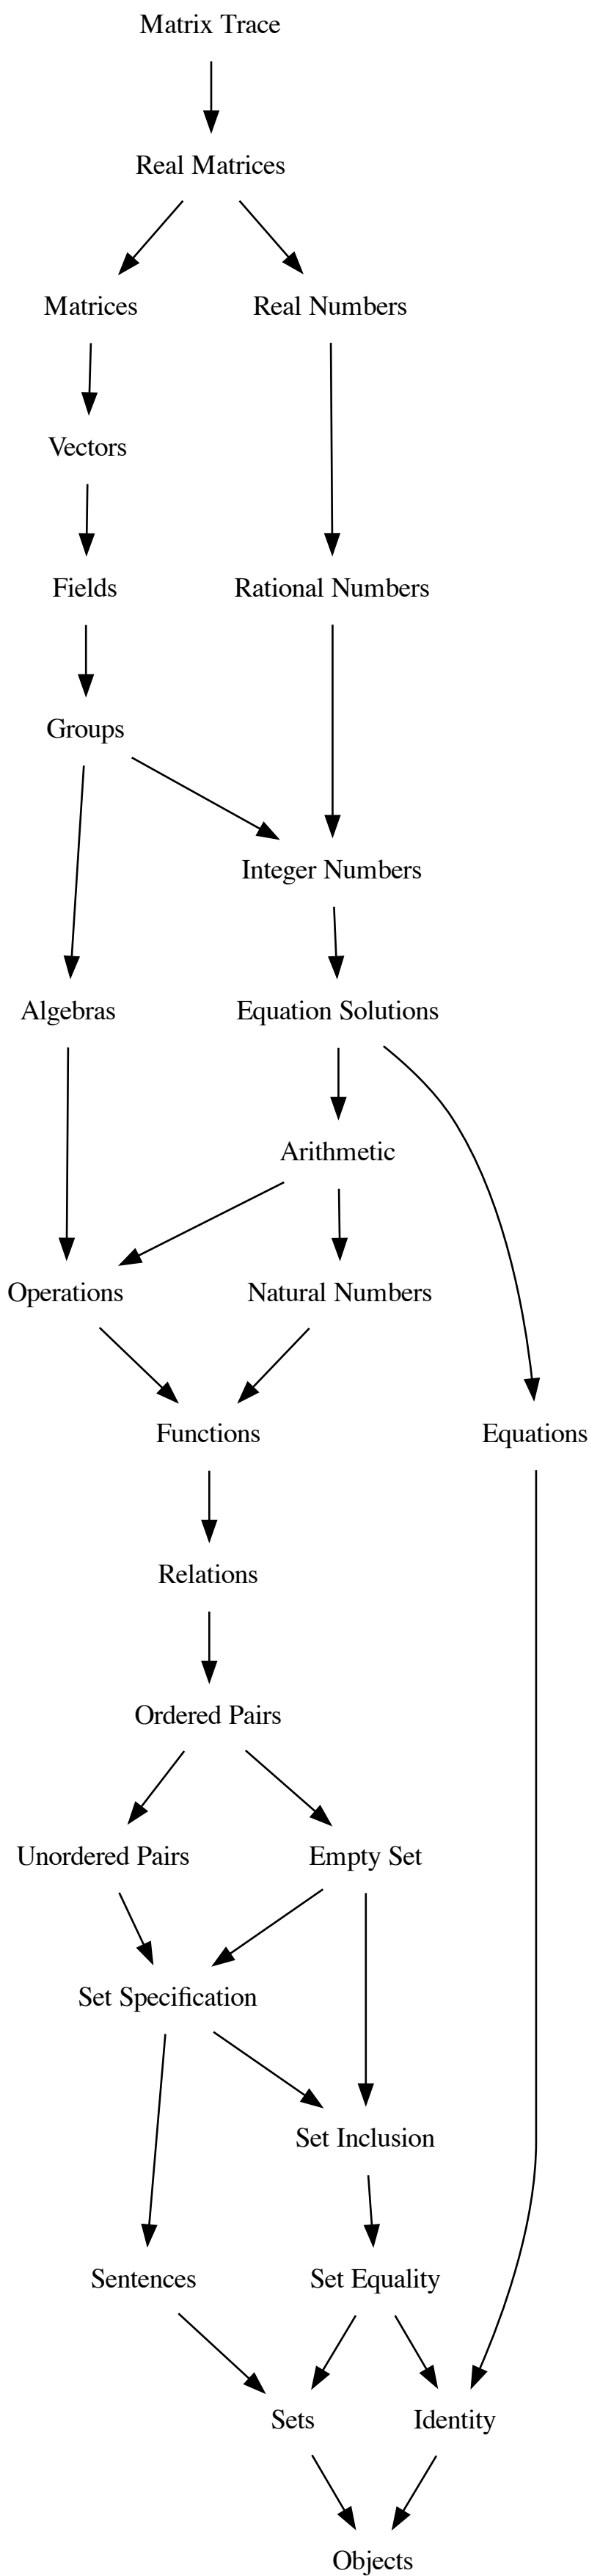 Matrix Trace
Real Matrices
Matrices
Real Numbers
Vectors
Fields
Rational Numbers
Groups
Integer Numbers
Algebras
Equation Solutions
Arithmetic
Operations
Natural Numbers
Functions
Equations
Relations
Ordered Pairs
Unordered Pairs
Empty Set
Set Specification
Set Inclusion
Sentences
Set Equality
Sets
Identity
Objects